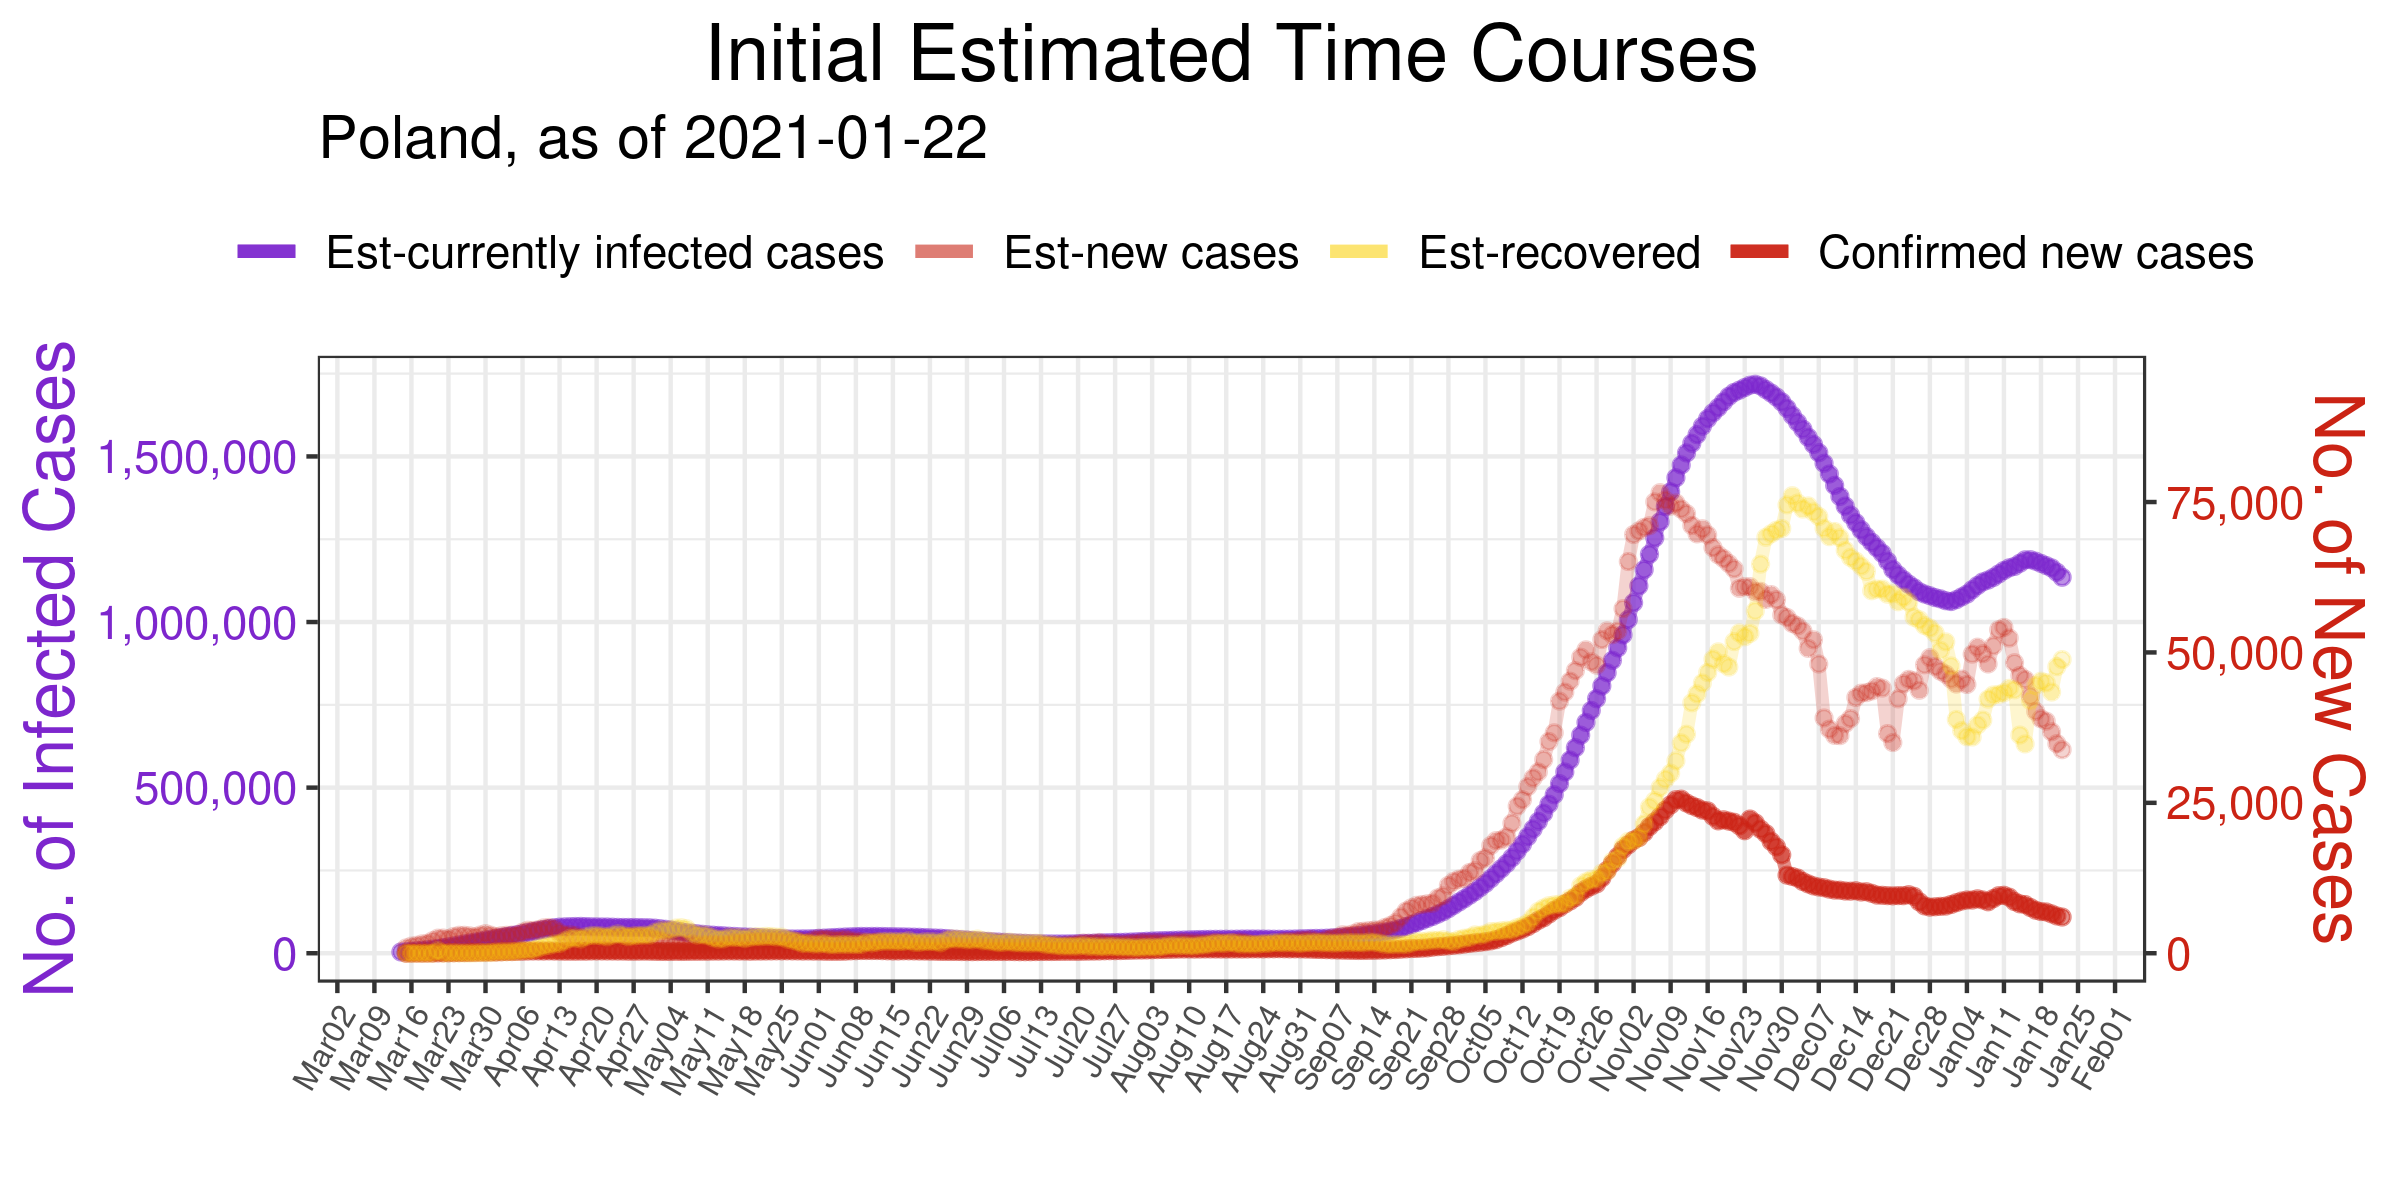 Initial Estimated Time Courses
Poland, as of 2021-01-22
Est-currently infected cases Est-new cases Est-recovered Confirmed new cases
No. of Infected Cases
1,500,000
1,000,000
500,000
0
No. of New Cases
75,000
50,000
25,000
0
Mar02 Mar09 Mar16 Mar23 Mar30 Apr06 Apr13 Apr20 Apr27 May04 May11 May18 May25 Jun01 Jun08 Jun15 Jun22 Jun29 Jul06 Jul13 Jul20 Jul27 Aug03 Aug10 Aug17 Aug24 Aug31 Sep07 Sep14 Sep21 Sep28 Oct05 Oct12 Oct19 Oct26 Nov02 Nov09 Nov16 Nov23 Nov30 Dec07 Dec14 Dec21 Dec28 Jan04 Jan11 Jan18 Jan25 Feb01